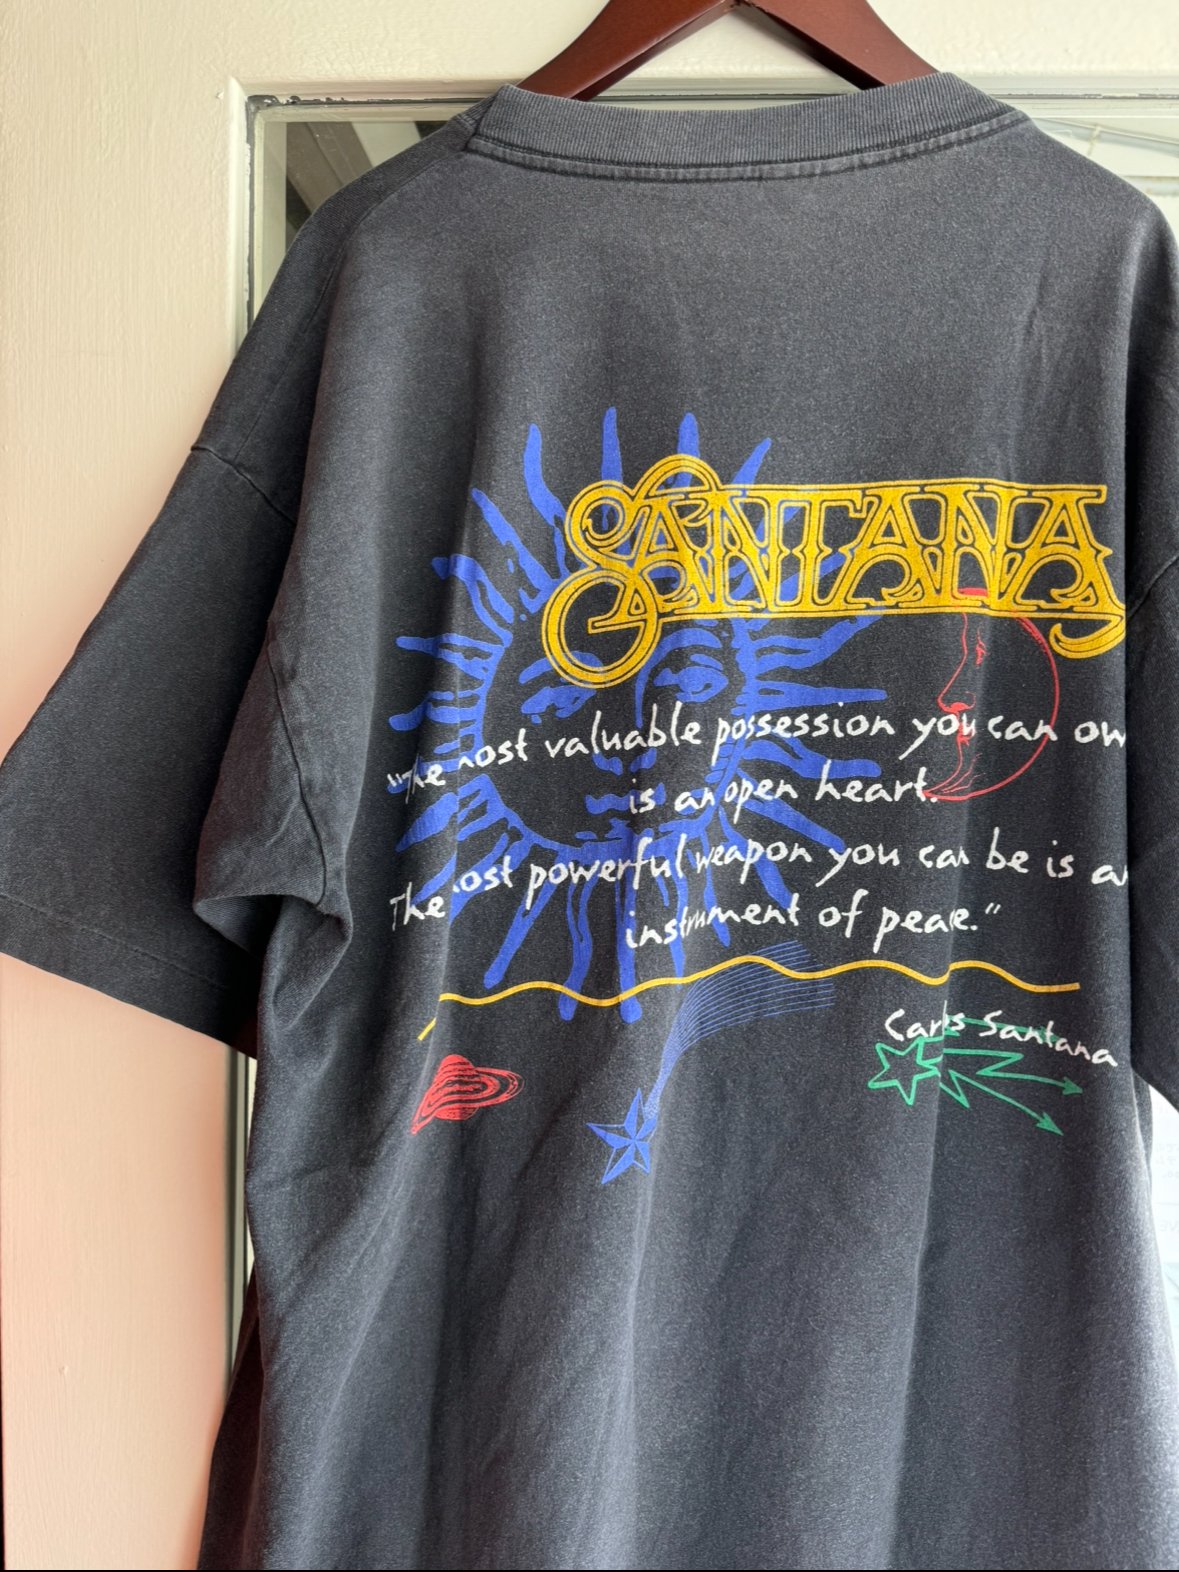 SANTANA
"The most valuable possession you can own
is an open heart.
The most powerful weapon you can be is an
instrument of peace."
Carlos Santana